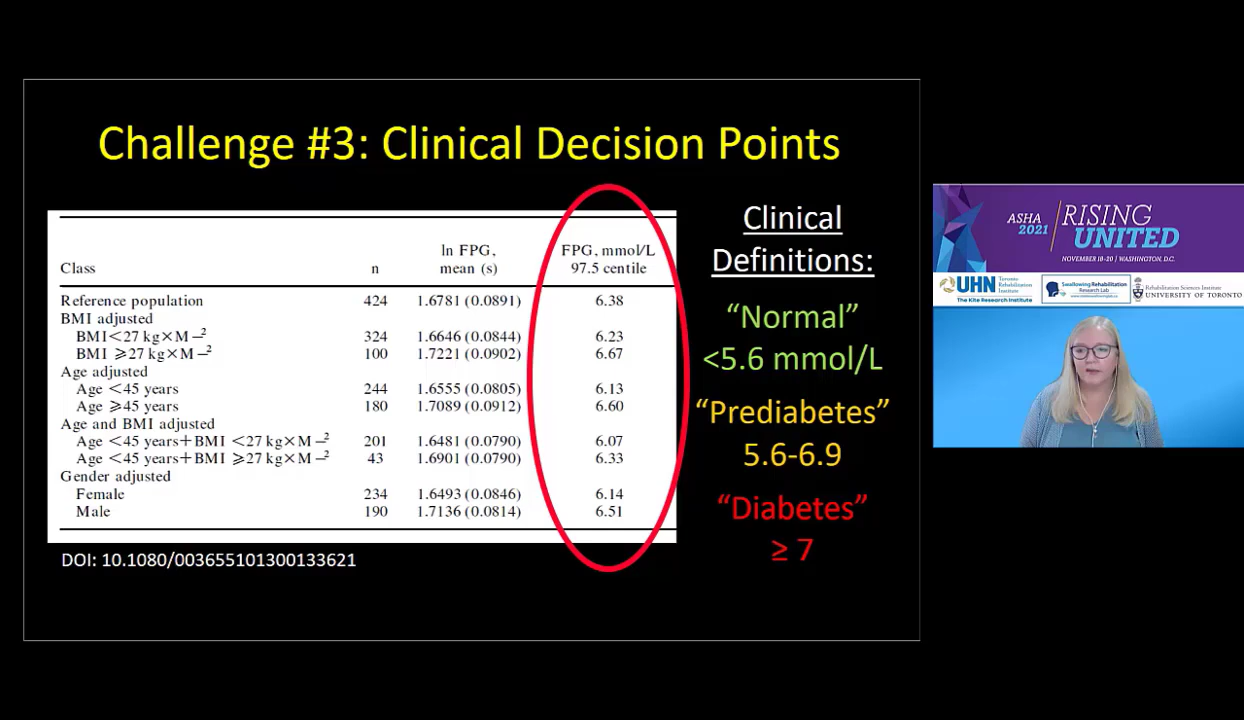 Challenge #3: Clinical Decision Points
Class n ln FPG, mean (s) FPG, mmol/L 97.5 centile
Reference population 424 1.6781 (0.0891) 6.38
BMI adjusted
BMI<27 kg×M−2 324 1.6646 (0.0844) 6.23
BMI ⩾27 kg×M−2 100 1.7221 (0.0902) 6.67
Age adjusted
Age <45 years 244 1.6555 (0.0805) 6.13
Age ⩾45 years 180 1.7089 (0.0912) 6.60
Age and BMI adjusted
Age <45 years+BMI <27 kg×M−2 201 1.6481 (0.0790) 6.07
Age <45 years+BMI ⩾27 kg×M−2 43 1.6901 (0.0790) 6.33
Gender adjusted
Female 234 1.6493 (0.0846) 6.14
Male 190 1.7136 (0.0814) 6.51
DOI: 10.1080/003655101300133621
Clinical
Definitions:
“Normal”
<5.6 mmol/L
“Prediabetes”
5.6-6.9
“Diabetes”
≥ 7
ASHA
2021
RISING
UNITED
NOVEMBER 18-20 / WASHINGTON, D.C.
UHN
Toronto
Rehabilitation
Institute
The Kite Research Institute
Swallowing Rehabilitation
Research Lab
Rehabilitation Sciences Institute
UNIVERSITY OF TORONTO